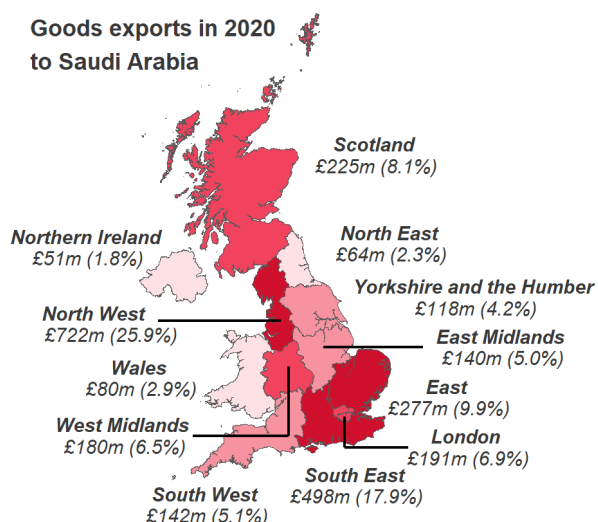 Goods exports in 2020
to Saudi Arabia
Scotland
£225m (8.1%)
Northern Ireland
£51m (1.8%)
North East
£64m (2.3%)
Yorkshire and the Humber
£118m (4.2%)
North West
£722m (25.9%)
East Midlands
£140m (5.0%)
Wales
£80m (2.9%)
East
£277m (9.9%)
West Midlands
£180m (6.5%)
London
£191m (6.9%)
South East
£498m (17.9%)
South West
£142m (5.1%)